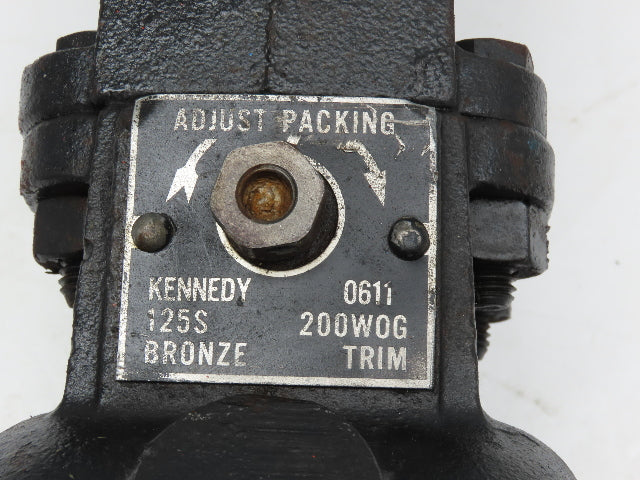 ADJUST PACKING
KENNEDY 0611
125S 200WOG
BRONZE TRIM